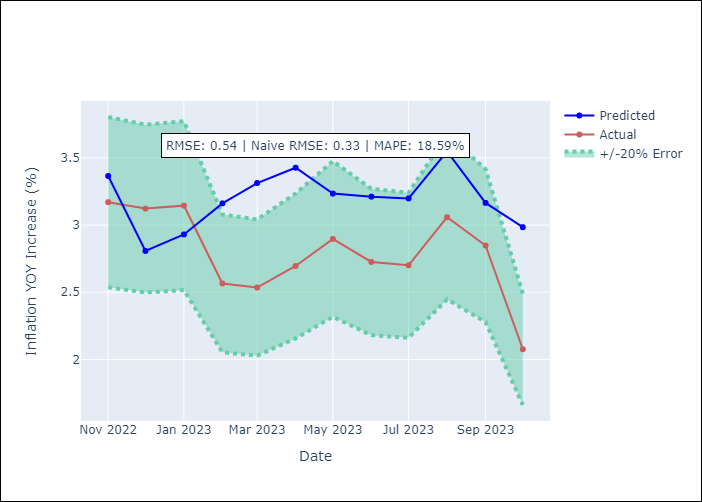 RMSE: 0.54 | Naive RMSE: 0.33 | MAPE: 18.59%
Predicted
Actual
+/-20% Error
Inflation YOY Increase (%)
3.5
3
2.5
2
Nov 2022 Jan 2023 Mar 2023 May 2023 Jul 2023 Sep 2023
Date